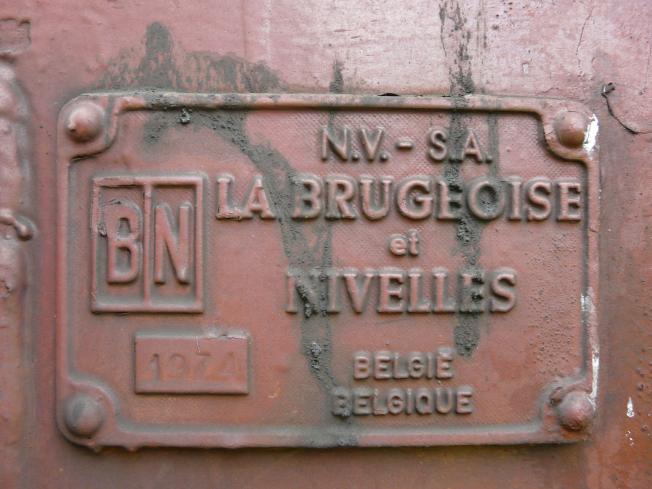 N.V. - S.A.
BN
LA BRUGEOISE
et
NIVELLES
1974
BELGIË
BELGIQUE